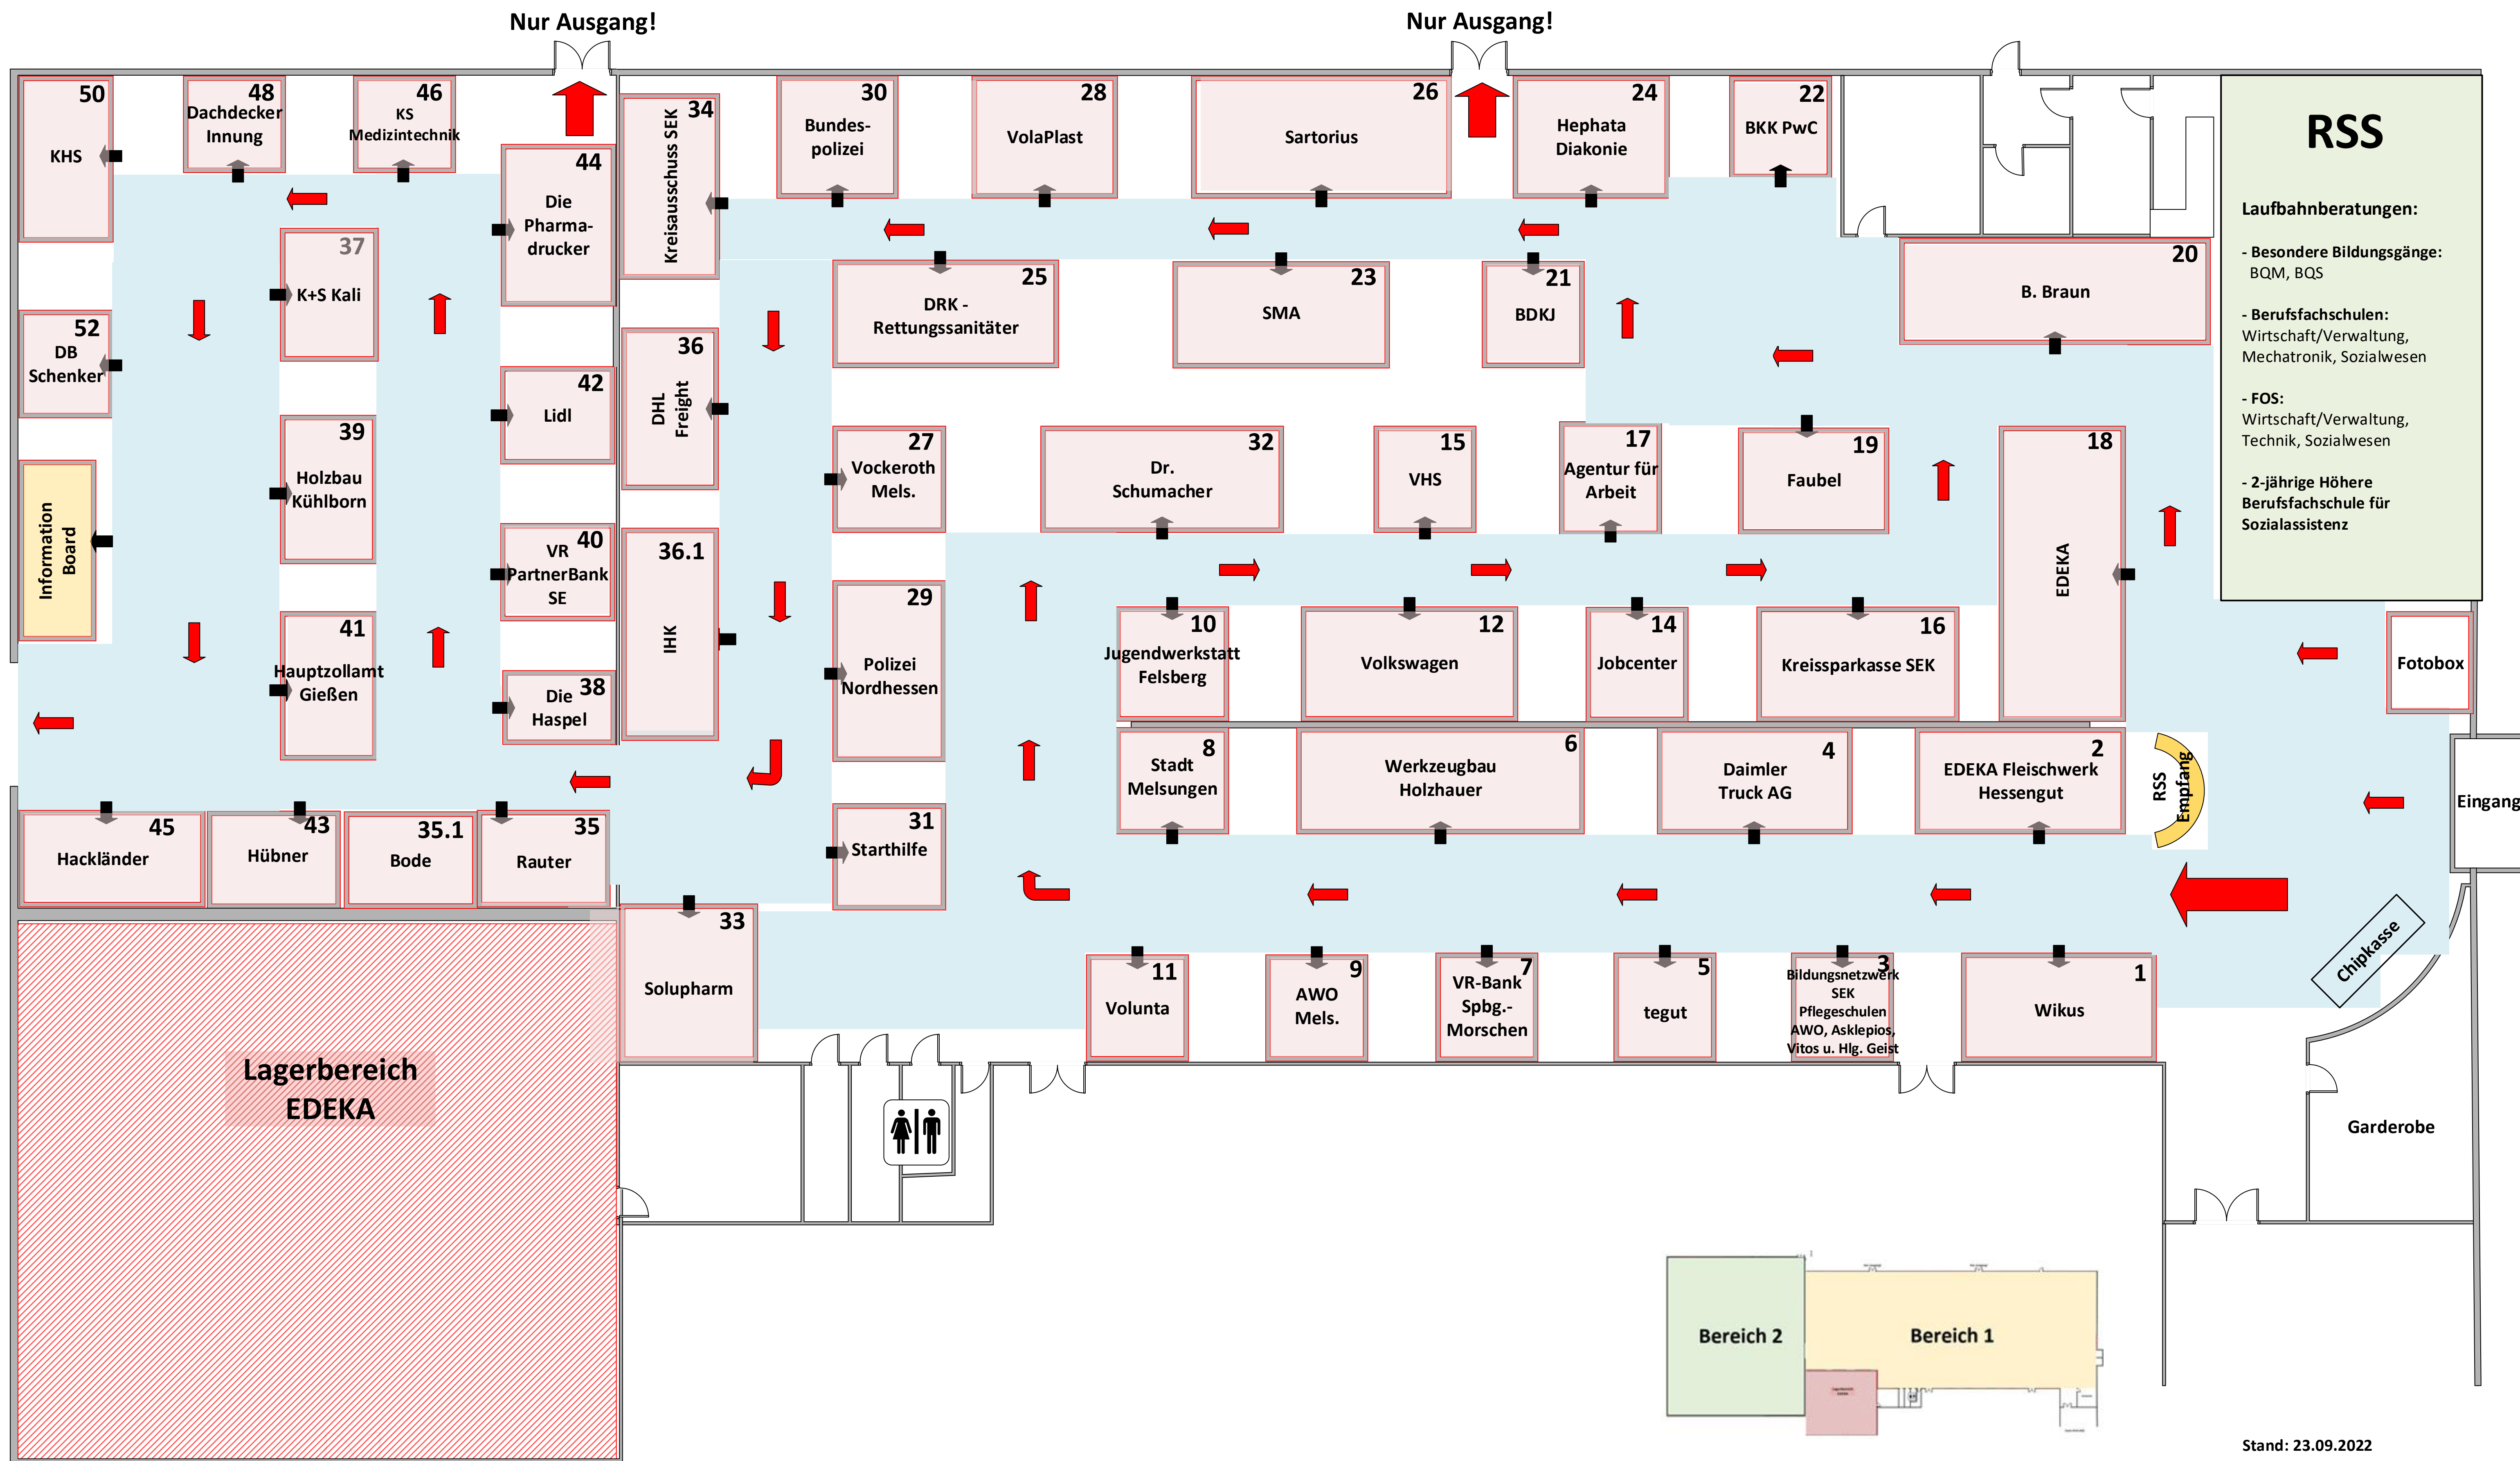 Nur Ausgang!
Nur Ausgang!
50
KHS
48
Dachdecker
Innung
46
KS
Medizintechnik
44
Die
Pharma-
drucker
34
Kreisauschuss SEK
30
Bundes-
polizei
28
VolaPlast
26
Sartorius
24
Hephata
Diakonie
22
BKK PwC
20
B. Braun
RSS
Laufbahnberatungen:
- Besondere Bildungsgänge:
BQM, BQS
- Berufsfachschulen:
Wirtschaft/Verwaltung,
Mechatronik, Sozialwesen
- FOS:
Wirtschaft/Verwaltung,
Technik, Sozialwesen
- 2-jährige Höhere
Berufsfachschule für
Sozialassistenz
37
K+S Kali
52
DB
Schenker
42
Lidl
36
DHL
Freight
25
DRK -
Rettungssanitäter
23
SMA
21
BDKJ
39
Holzbau
Kühlborn
27
Vockeroth
Mels.
32
Dr.
Schumacher
15
VHS
17
Agentur für
Arbeit
19
Faubel
18
EDEKA
Information
Board
40
VR
PartnerBank
SE
36.1
IHK
29
Polizei
Nordhessen
10
Jugendwerkstatt
Felsberg
12
Volkswagen
14
Jobcenter
16
Kreissparkasse SEK
Fotobox
41
Hauptzollamt
Gießen
38
Die
Haspel
8
Stadt
Melsungen
6
Werkzeugbau
Holzhauer
4
Daimler
Truck AG
2
EDEKA Fleischwerk
Hessengut
RSS
Empfang
Eingang
45
Hackländer
43
Hübner
35.1
Bode
35
Rauter
31
Starthilfe
33
Solupharm
11
Volunta
9
AWO
Mels.
7
VR-Bank
Spbg.-
Morschen
5
tegut
3
Bildungsnetzwerk
SEK
Pflegeschulen
AWO, Asklepios,
Vitos u. Hlg. Geist
1
Wikus
Chipkasse
Garderobe
Lagerbereich
EDEKA
Bereich 2
Bereich 1
Stand: 23.09.2022